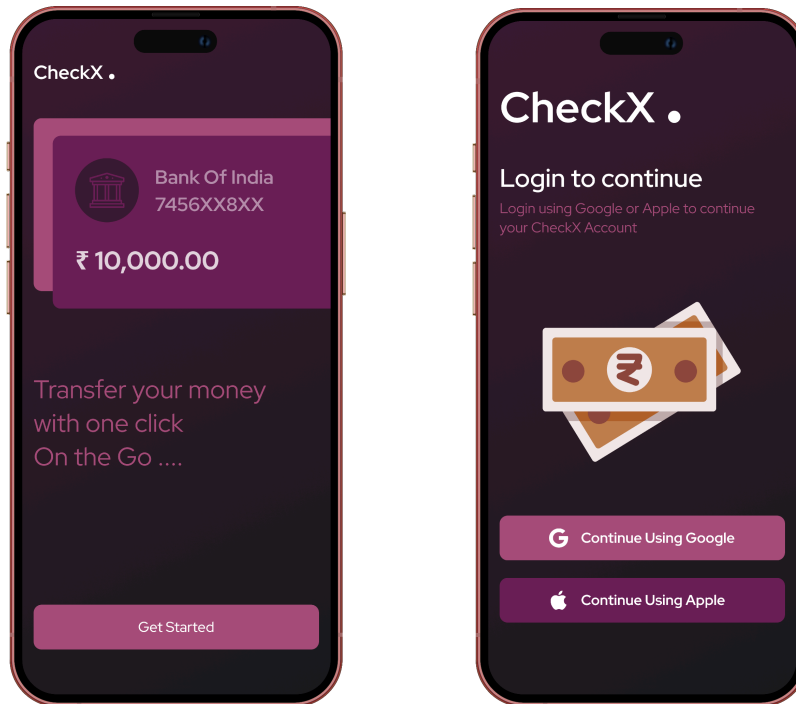 CheckX .
Bank Of India
7456XX8XX
₹ 10,000.00
Transfer your money
with one click
On the Go ....
Get Started
CheckX .
Login to continue
Login using Google or Apple to continue
your CheckX Account
₹
G Continue Using Google
Continue Using Apple